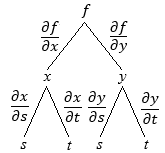 f
∂f/∂x ∂f/∂y
x y
∂x/∂s ∂x/∂t ∂y/∂s ∂y/∂t
s t s t